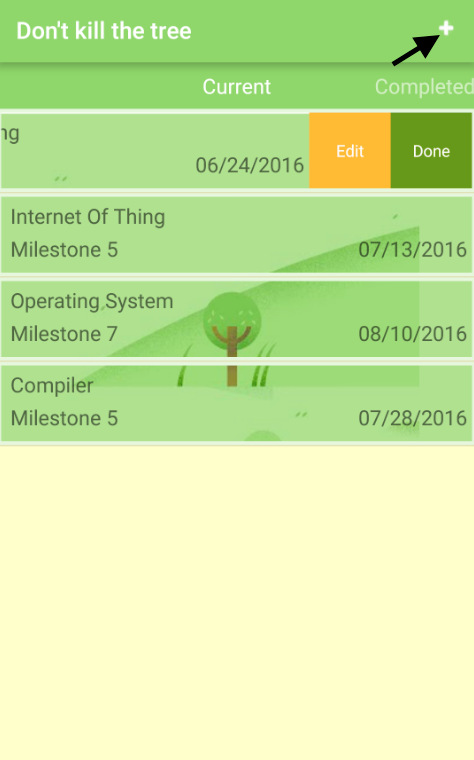 Don't kill the tree
Current Completed
ng
06/24/2016 Edit Done
Internet Of Thing
Milestone 5 07/13/2016
Operating System
Milestone 7 08/10/2016
Compiler
Milestone 5 07/28/2016